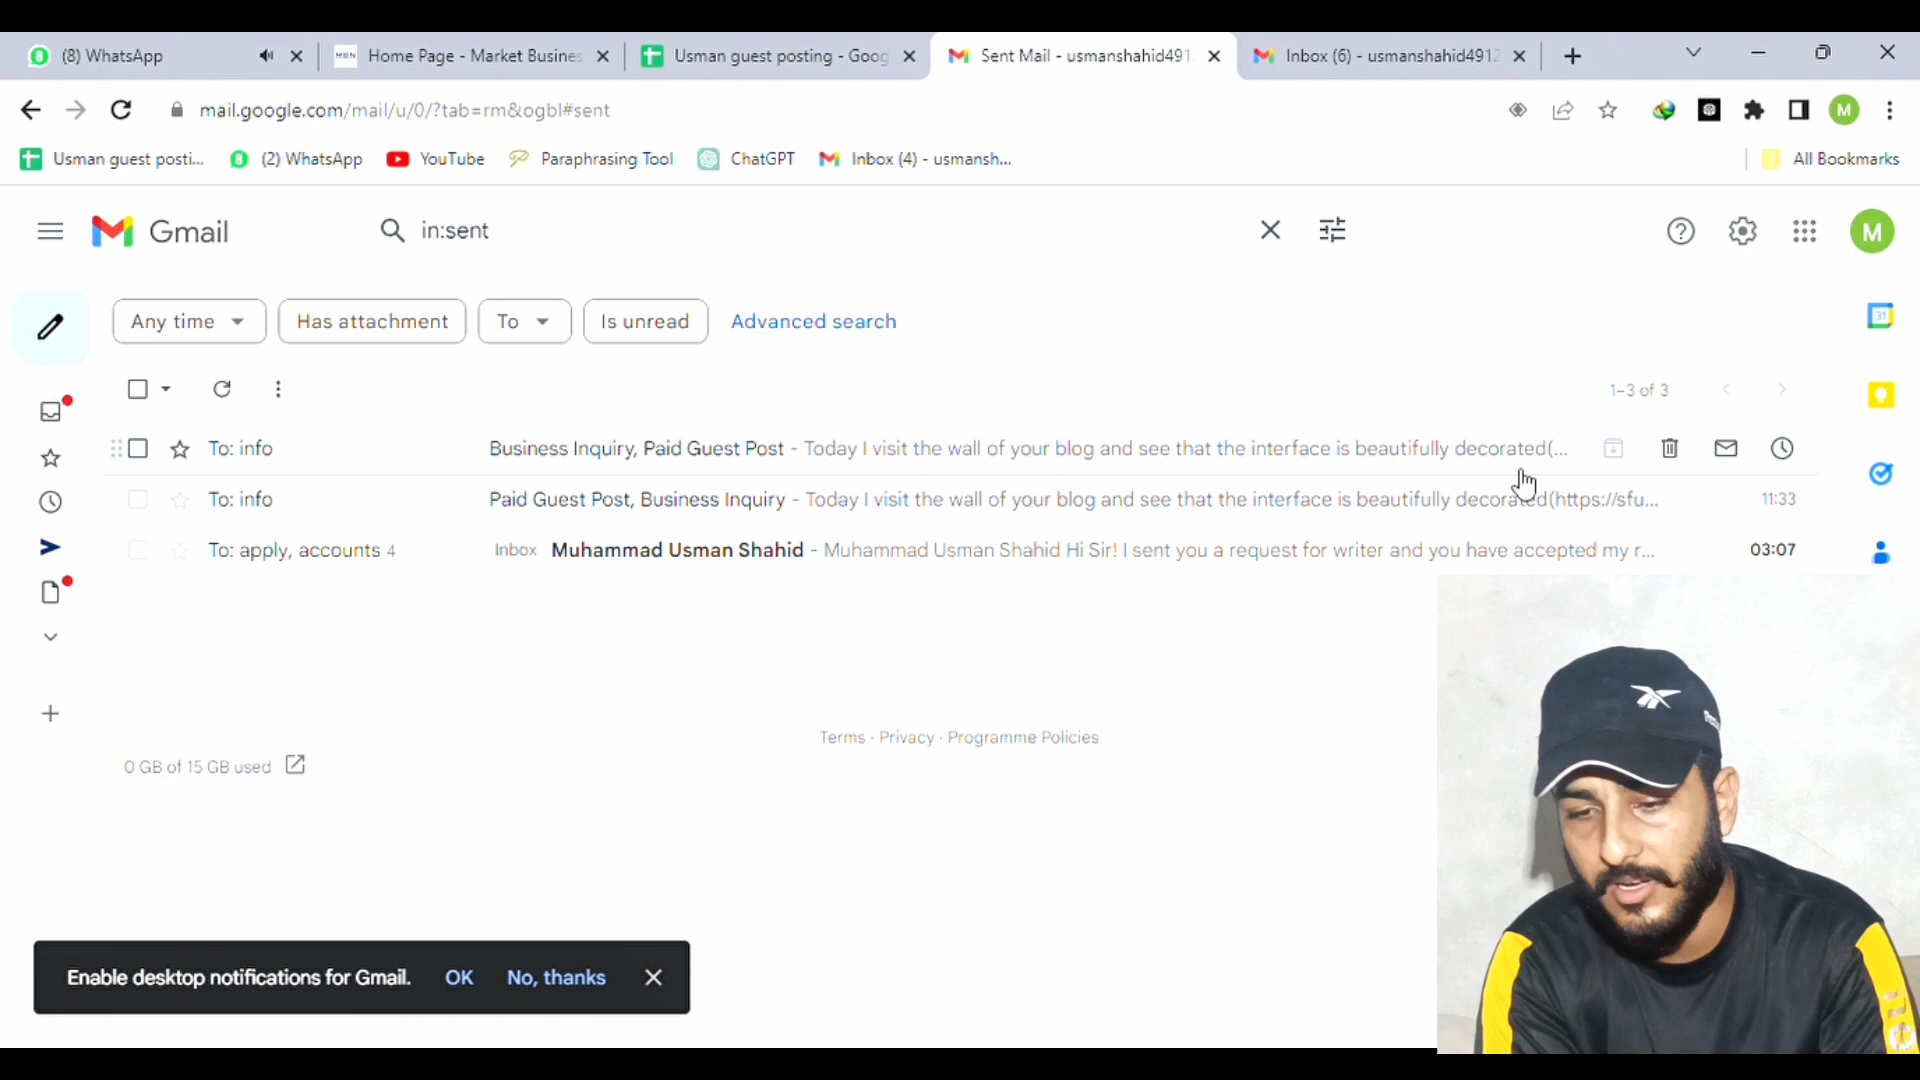 (8) WhatsApp
Home Page - Market Busines
Usman guest posting - Goog
Sent Mail - usmanshahid491
Inbox (6) - usmanshahid4912
mail.google.com/mail/u/0/?tab=rm&ogbl#sent
M
Usman guest posti...
(2) WhatsApp
YouTube
Paraphrasing Tool
ChatGPT
Inbox (4) - usmansh...
All Bookmarks
Gmail
in:sent
M
Any time
Has attachment
To
Is unread
Advanced search
1–3 of 3
To: info
Business Inquiry, Paid Guest Post - Today I visit the wall of your blog and see that the interface is beautifully decorated(...
To: info
Paid Guest Post, Business Inquiry - Today I visit the wall of your blog and see that the interface is beautifully decorated(https://sfu...
11:33
To: apply, accounts 4
Inbox Muhammad Usman Shahid - Muhammad Usman Shahid Hi Sir! I sent you a request for writer and you have accepted my r...
03:07
Terms · Privacy · Programme Policies
0 GB of 15 GB used
Enable desktop notifications for Gmail.
OK
No, thanks